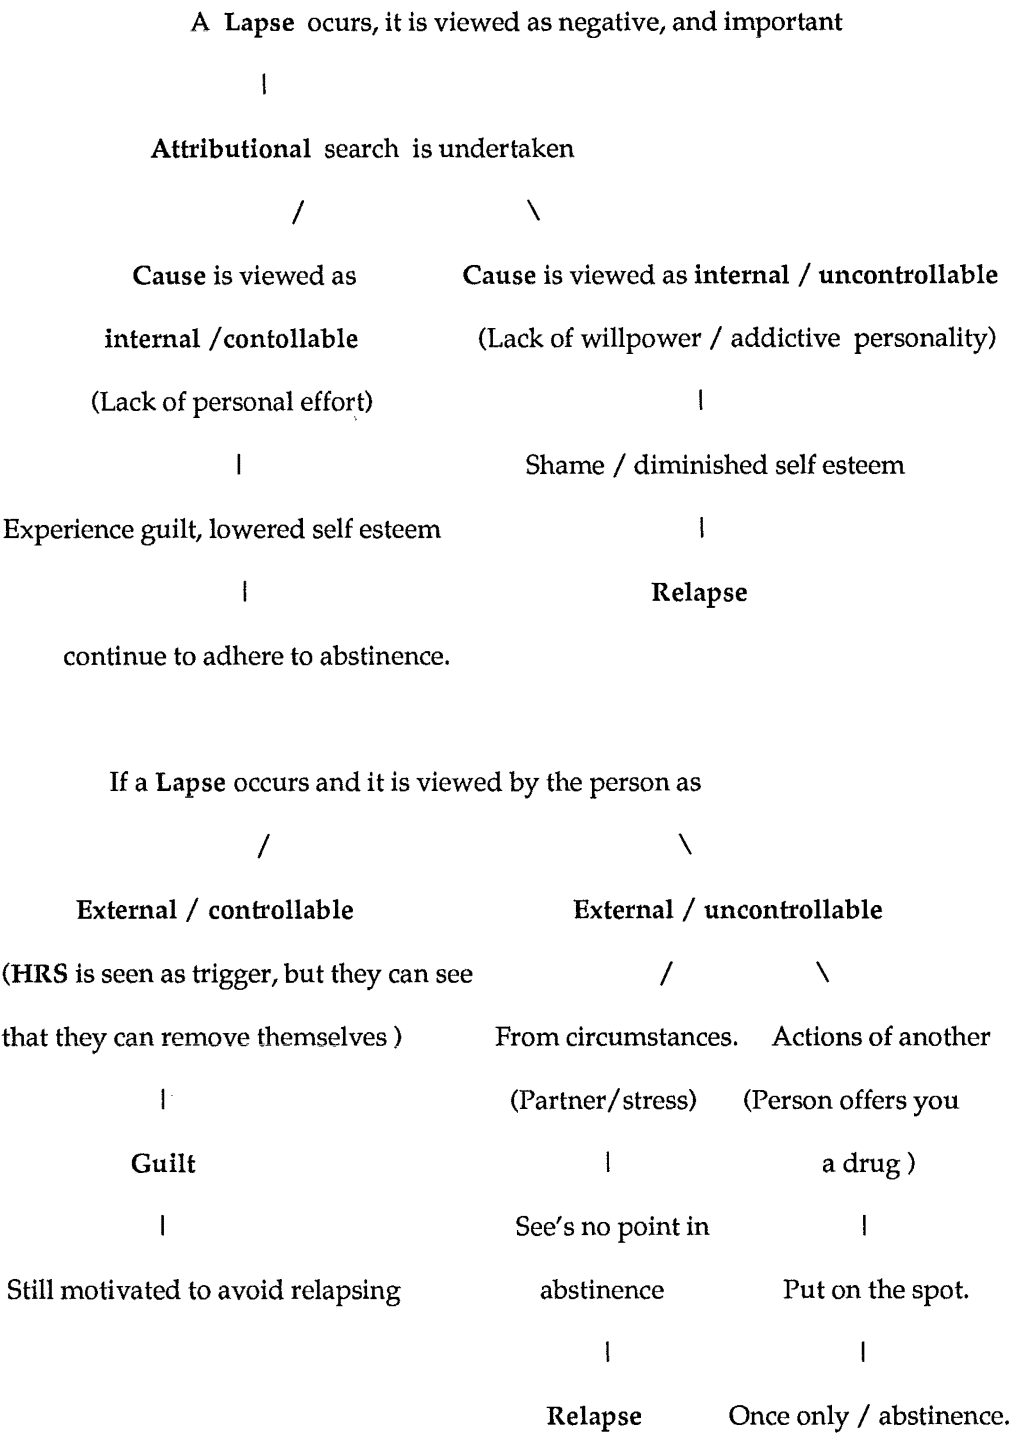 A Lapse ocurs, it is viewed as negative, and important
|
Attributional search is undertaken
/ \
Cause is viewed as Cause is viewed as internal / uncontrollable
internal /contollable (Lack of willpower / addictive personality)
(Lack of personal effort) |
| Shame / diminished self esteem
Experience guilt, lowered self esteem |
| Relapse
continue to adhere to abstinence.
If a Lapse occurs and it is viewed by the person as
/ \
External / controllable External / uncontrollable
(HRS is seen as trigger, but they can see / \
that they can remove themselves ) From circumstances. Actions of another
| (Partner/stress) (Person offers you
Guilt | a drug )
| See's no point in |
Still motivated to avoid relapsing abstinence Put on the spot.
| |
Relapse Once only / abstinence.